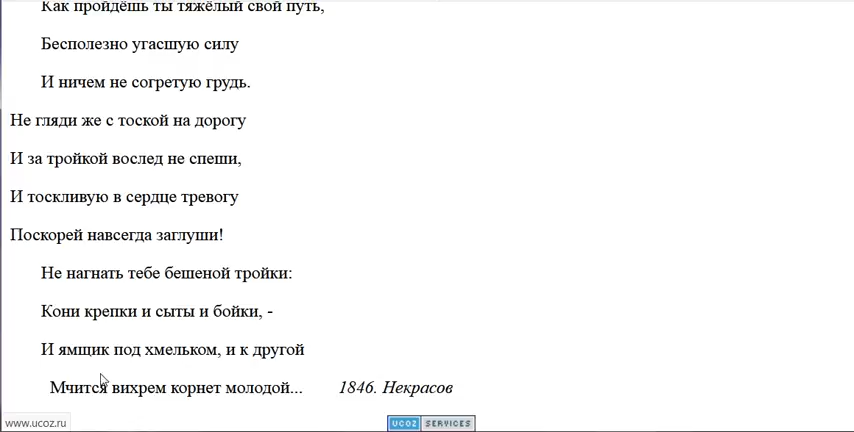 Как пройдёшь ты тяжёлый свой путь,
Бесполезно угасшую силу
И ничем не согретую грудь.
Не гляди же с тоской на дорогу
И за тройкой вослед не спеши,
И тоскливую в сердце тревогу
Поскорей навсегда заглуши!
Не нагнать тебе бешеной тройки:
Кони крепки и сыты и бойки, -
И ямщик под хмельком, и к другой
Мчится вихрем корнет молодой... 1846. Некрасов
www.ucoz.ru UCOZ SERVICES